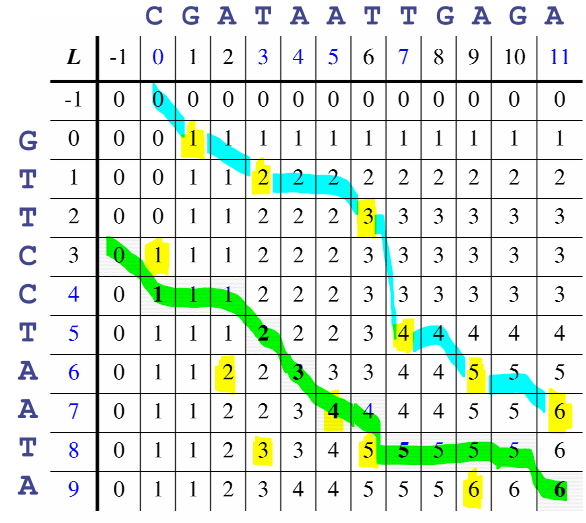 C G A T A A T T G A G A
L -1 0 1 2 3 4 5 6 7 8 9 10 11
-1 0 0 0 0 0 0 0 0 0 0 0 0 0
G 0 0 0 1 1 1 1 1 1 1 1 1 1 1
T 1 0 0 1 1 2 2 2 2 2 2 2 2 2
T 2 0 0 1 1 2 2 2 3 3 3 3 3 3
C 3 0 1 1 1 2 2 2 3 3 3 3 3 3
C 4 0 1 1 1 2 2 2 3 3 3 3 3 3
T 5 0 1 1 1 2 2 2 3 4 4 4 4 4
A 6 0 1 1 2 2 3 3 3 4 4 5 5 5
A 7 0 1 1 2 2 3 4 4 4 4 5 5 6
T 8 0 1 1 2 3 3 4 5 5 5 5 5 6
A 9 0 1 1 2 3 4 4 5 5 5 6 6 6